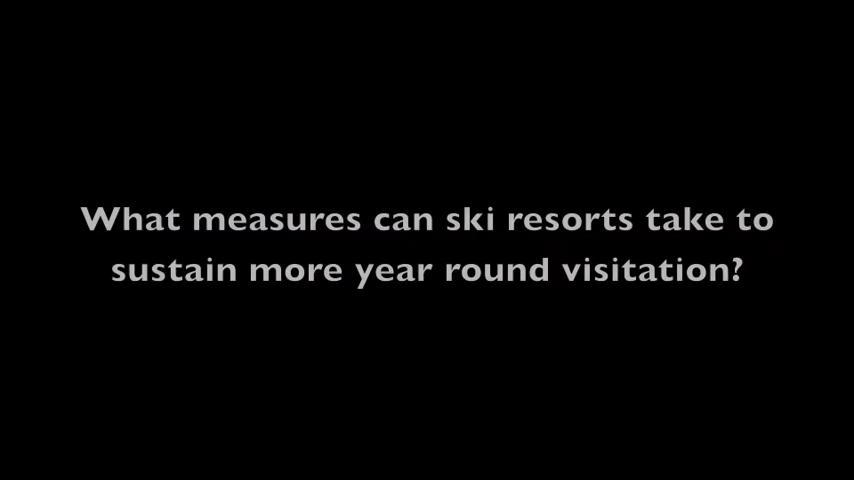 What measures can ski resorts take to
sustain more year round visitation?